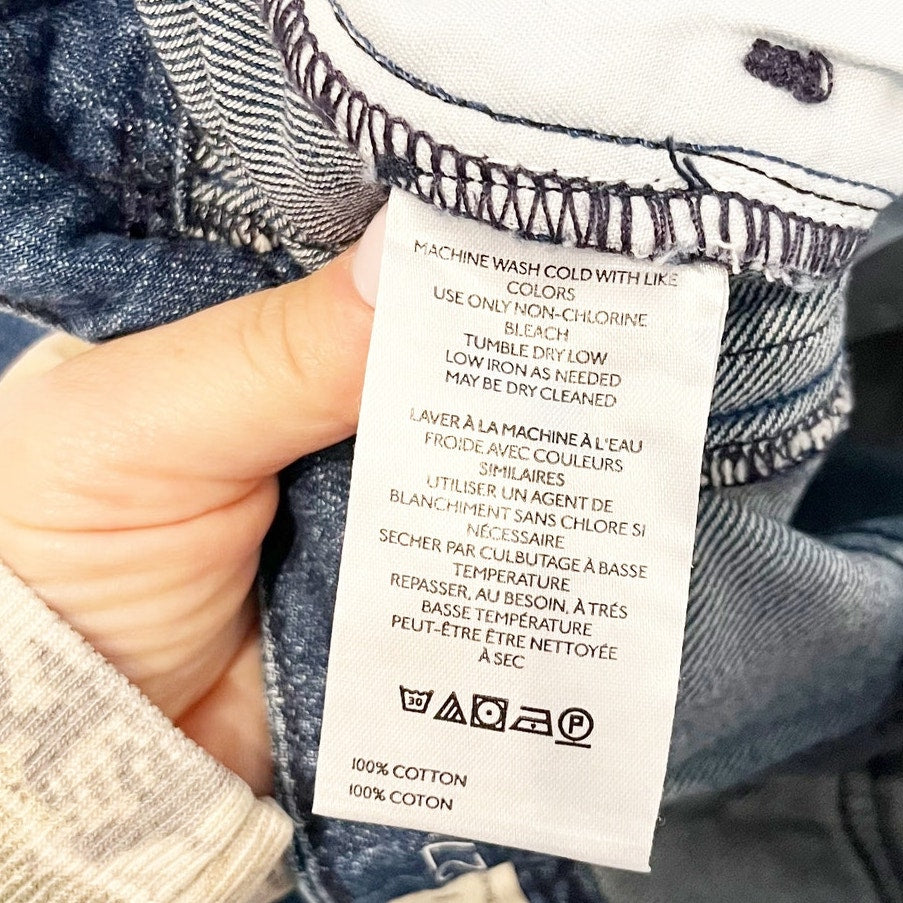 MACHINE WASH COLD WITH LIKE
COLORS
USE ONLY NON-CHLORINE
BLEACH
TUMBLE DRY LOW
LOW IRON AS NEEDED
MAY BE DRY CLEANED
LAVER À LA MACHINE À L'EAU
FROIDE AVEC COULEURS
SIMILAIRES
UTILISER UN AGENT DE
BLANCHIMENT SANS CHLORE SI
NÉCESSAIRE
SECHER PAR CULBUTAGE À BASSE
TEMPERATURE
REPASSER, AU BESOIN, À TRÉS
BASSE TEMPÉRATURE
PEUT-ÊTRE ÊTRE NETTOYÉE
À SEC
30 P
100% COTTON
100% COTON